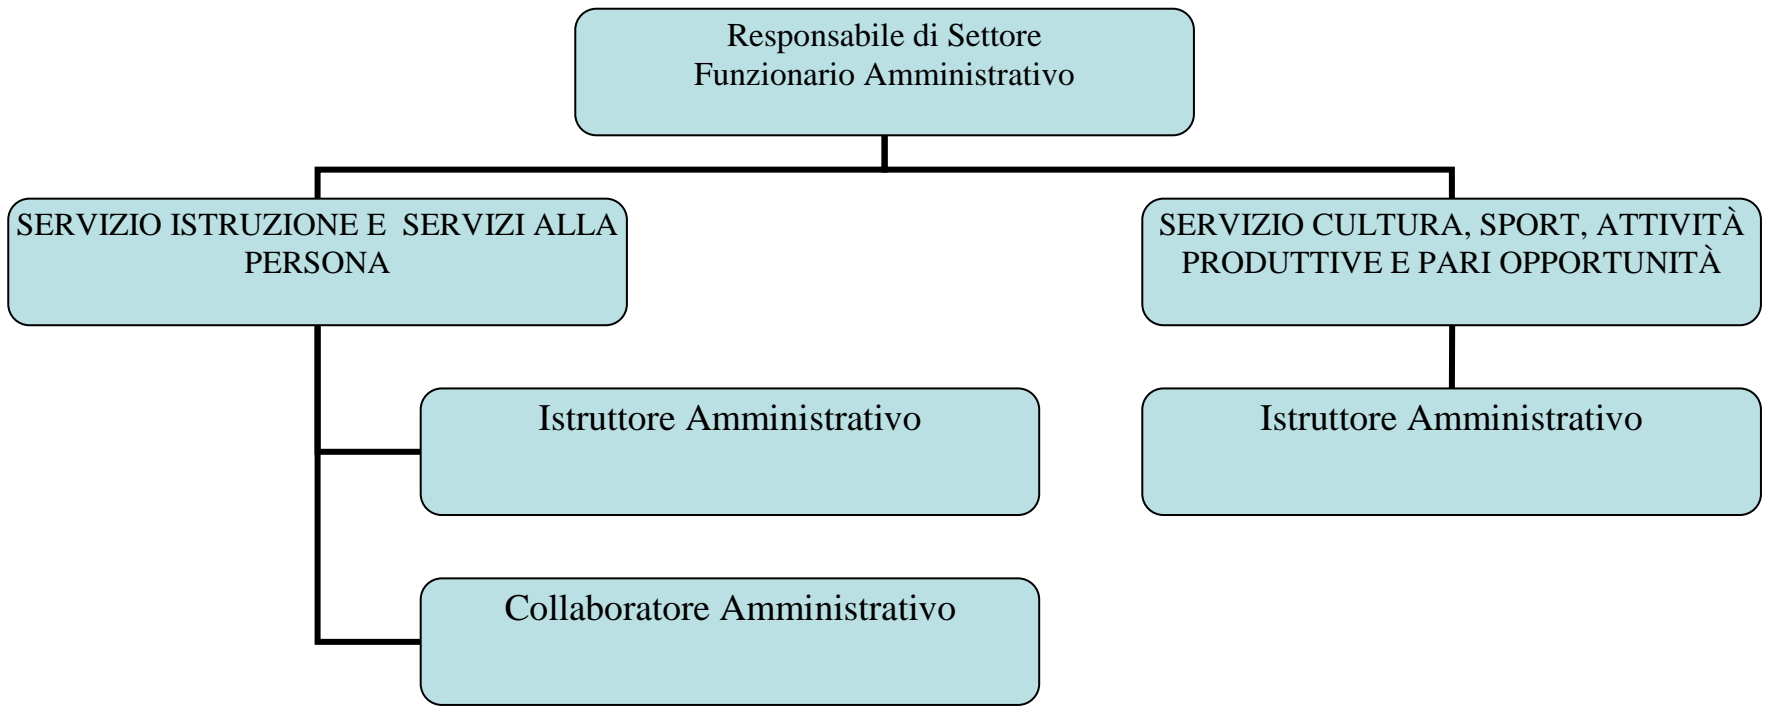 Responsabile di Settore
Funzionario Amministrativo
SERVIZIO ISTRUZIONE E  SERVIZI ALLA
PERSONA
SERVIZIO CULTURA, SPORT, ATTIVITÀ
PRODUTTIVE E PARI OPPORTUNITÀ
Istruttore Amministrativo
Istruttore Amministrativo
Collaboratore Amministrativo